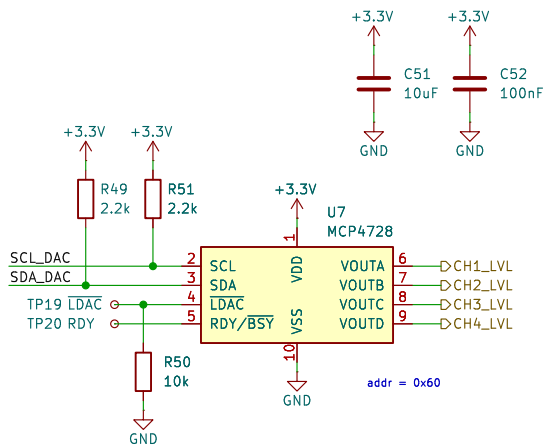 +3.3V +3.3V
C51 C52
10uF 100nF
GND GND
+3.3V +3.3V
R49 R51
2.2k 2.2k
+3.3V
U7
MCP4728
1
SCL_DAC 2 SCL VDD VOUTA 6 CH1_LVL
SDA_DAC 3 SDA VOUTB 7 CH2_LVL
TP19 LDAC 4 LDAC VOUTC 8 CH3_LVL
TP20 RDY 5 RDY/BSY VSS VOUTD 9 CH4_LVL
10
R50
10k
GND
addr = 0x60
GND